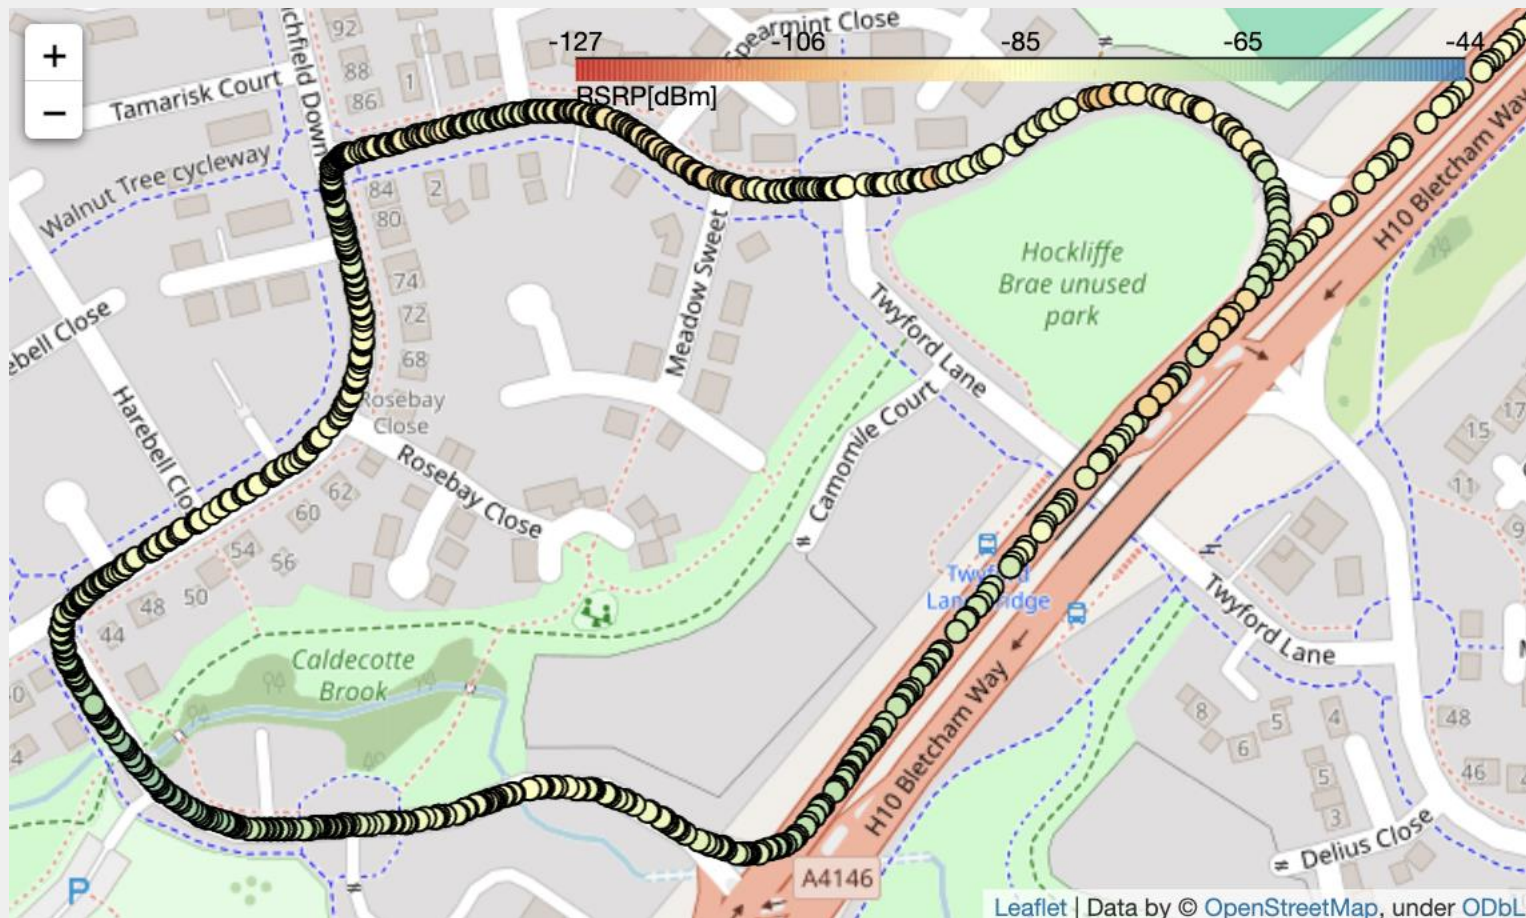 +
−
-127
-106
-85
-65
-44
RSRP[dBm]
Spearmint Close
92
88
86
1
chfield Down
Tamarisk Court
Walnut Tree cycleway
84
2
80
74
72
68
Meadow Sweet
Hockliffe
Brae unused
park
H10 Bletcham Way
Twyford Lane
ebell Close
Harebell Clo
Rosebay
Close
Rosebay Close
Camomile Court
62
60
54
56
50
48
44
Caldecotte
Brook
Twyford Lane
H10 Bletcham Way
A4146
15
17
11
9
8
5
4
6
5
3
48
46
Delius Close
P
Leaflet | Data by © OpenStreetMap, under ODbL